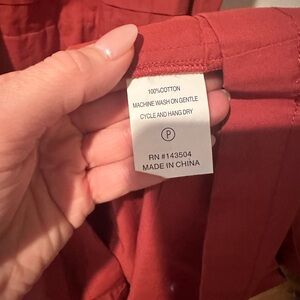 100%COTTON
MACHINE WASH ON GENTLE
CYCLE AND HANG DRY
P
RN #143504
MADE IN CHINA